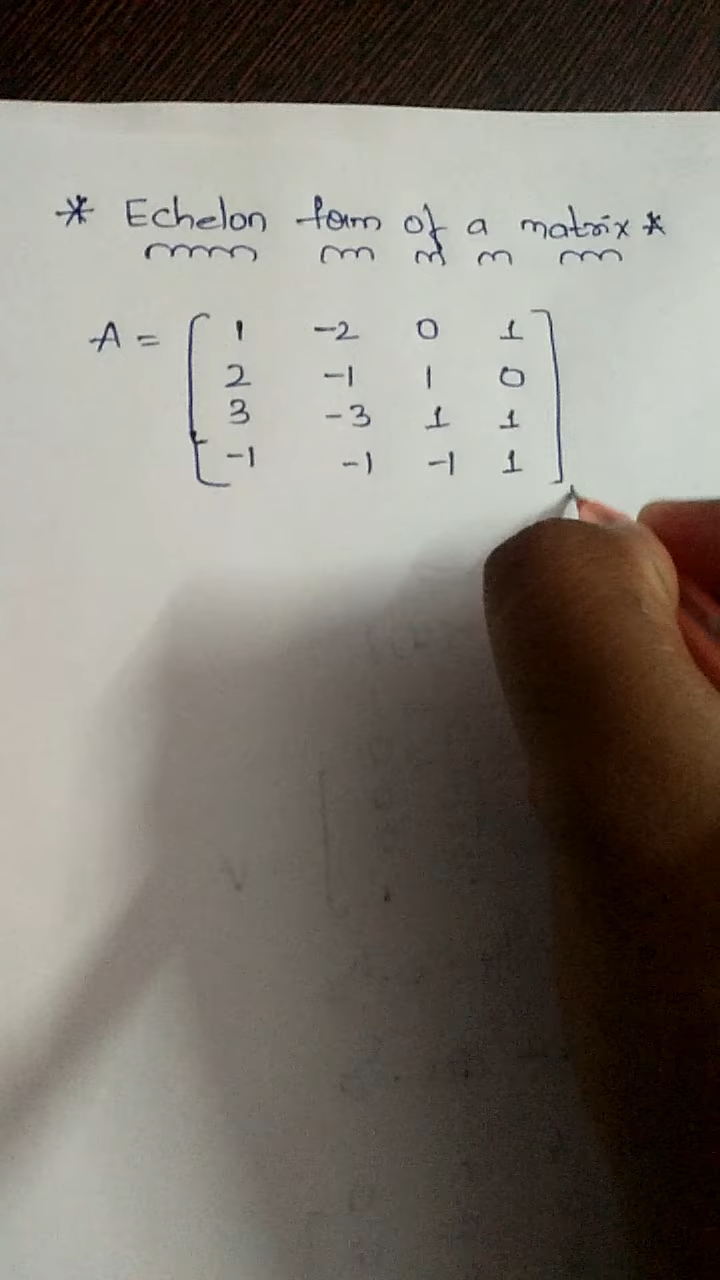 * Echelon form of a matrix *
A = [ 1 -2 0 1
2 -1 1 0
3 -3 1 1
-1 -1 -1 1 ]